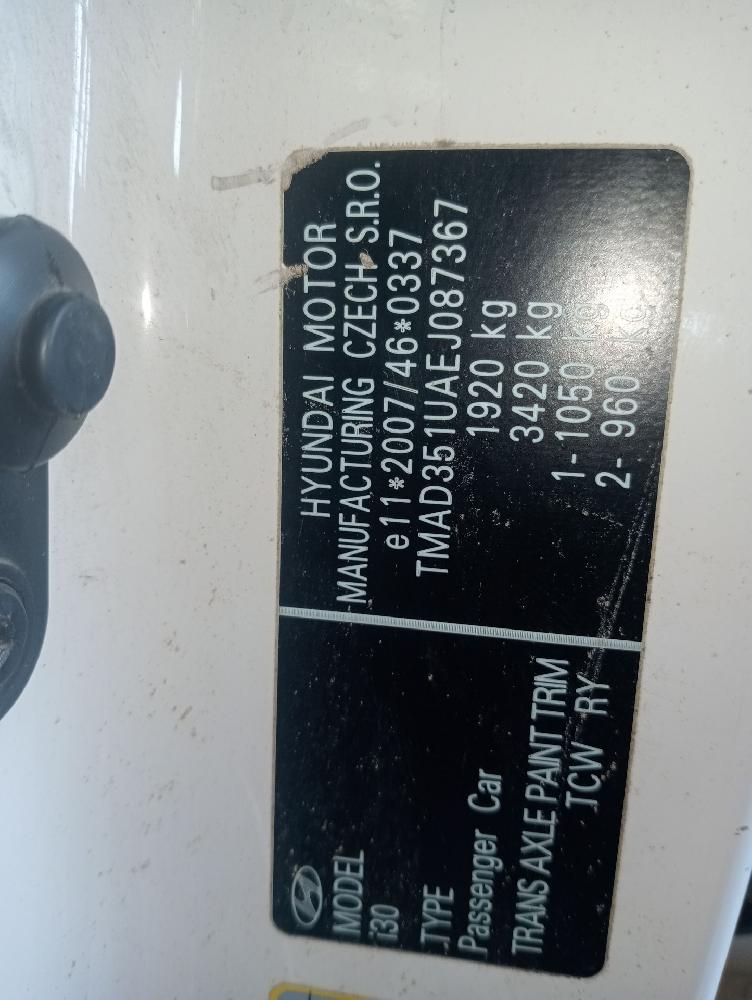 MODEL
i30
TYPE
Passenger Car
TRANS AXLE PAINT TRIM
TCW RY
HYUNDAI MOTOR
MANUFACTURING CZECH S.R.O.
e11*2007/46*0337
TMAD351UAEJ087367
1920 kg
3420 kg
1-1050 kg
2- 960 kg